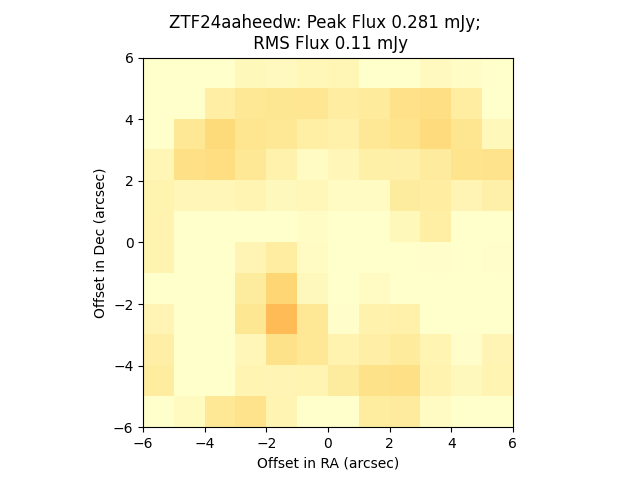 ZTF24aaheedw: Peak Flux 0.281 mJy;
RMS Flux 0.11 mJy
6
4
2
0
−2
−4
−6
Offset in Dec (arcsec)
−6 −4 −2 0 2 4 6
Offset in RA (arcsec)